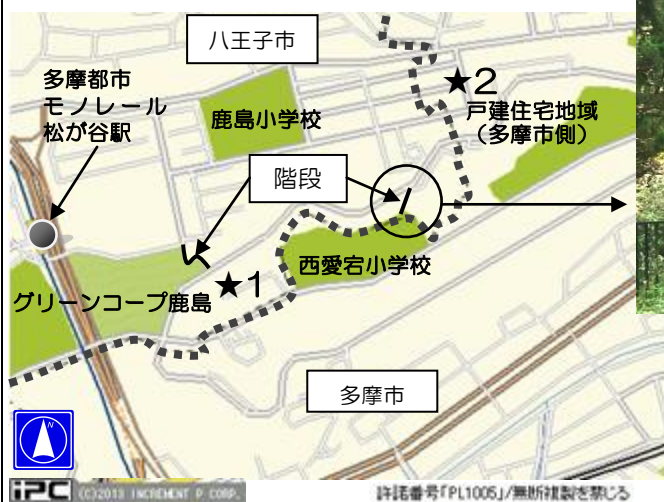 八王子市
多摩都市
モノレール
松が谷駅
鹿島小学校
★2
戸建住宅地域
（多摩市側）
階段
西愛宕小学校
★1
グリーンコープ鹿島
多摩市
iPC (C)2013 INCREMENT P CORP.
許諾番号「PL1005」/無断複製を禁じる